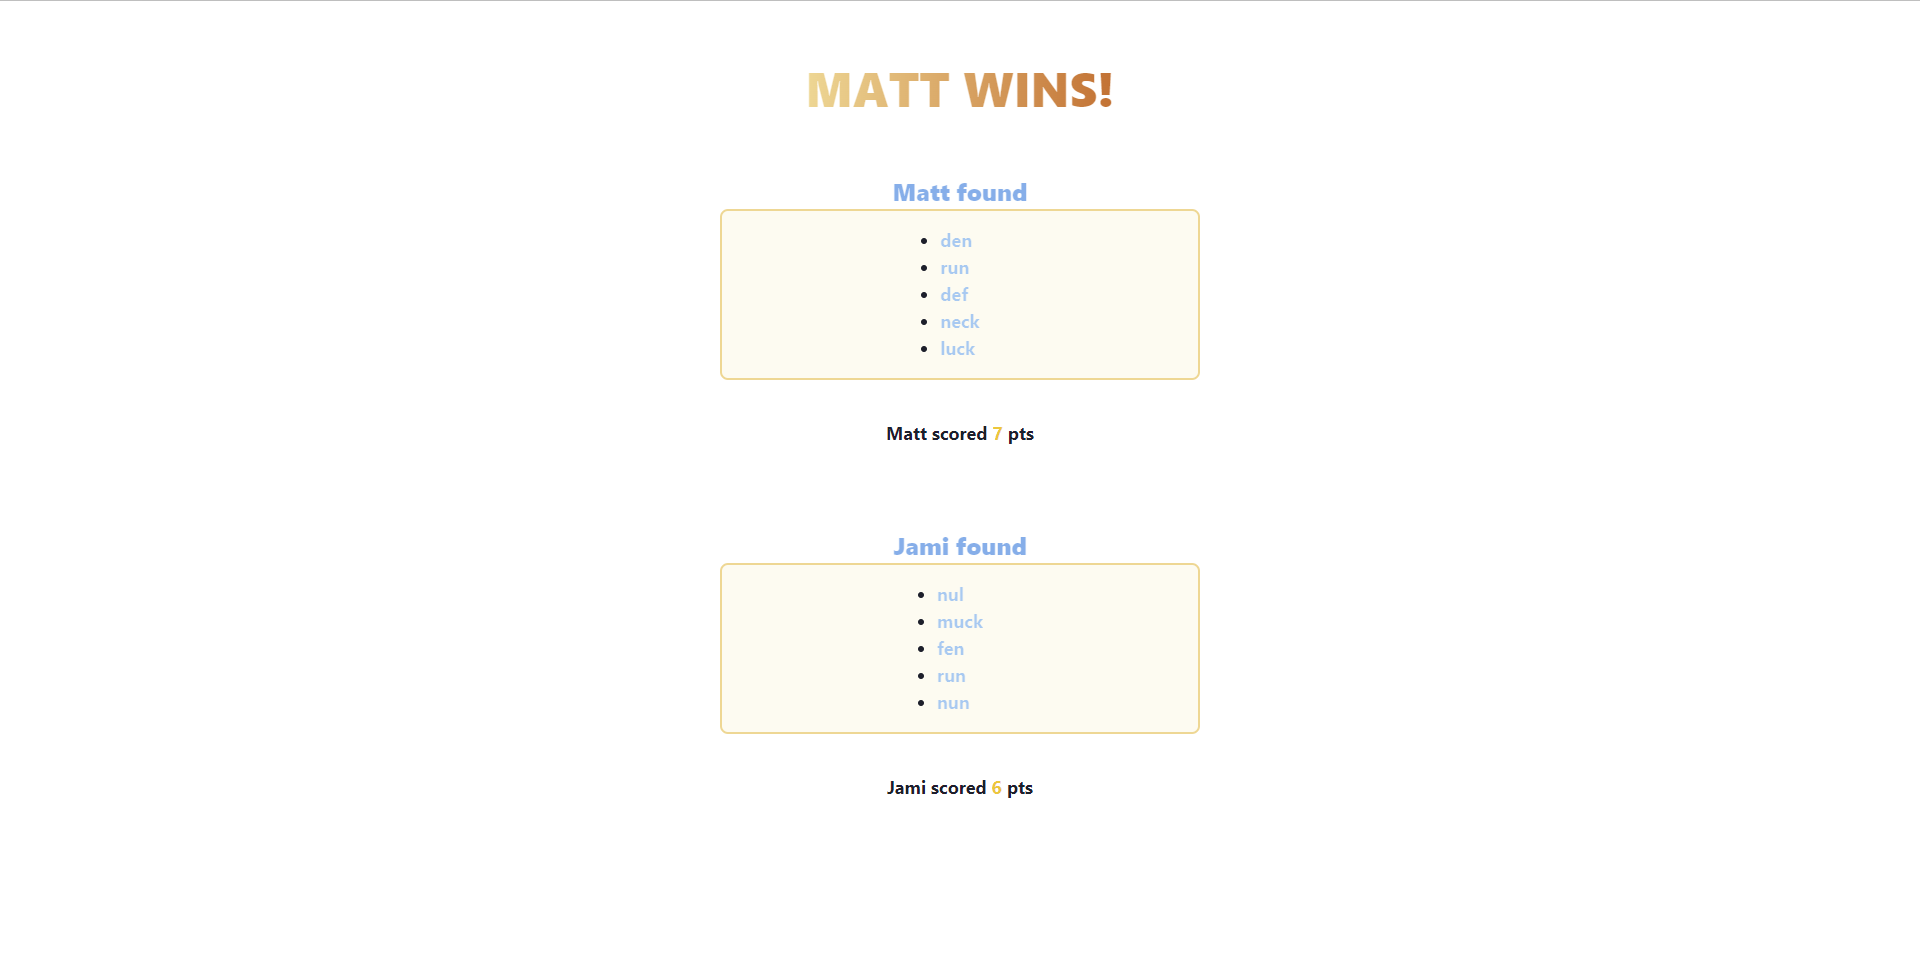 MATT WINS!
Matt found
• den
• run
• def
• neck
• luck
Matt scored 7 pts
Jami found
• nul
• muck
• fen
• run
• nun
Jami scored 6 pts